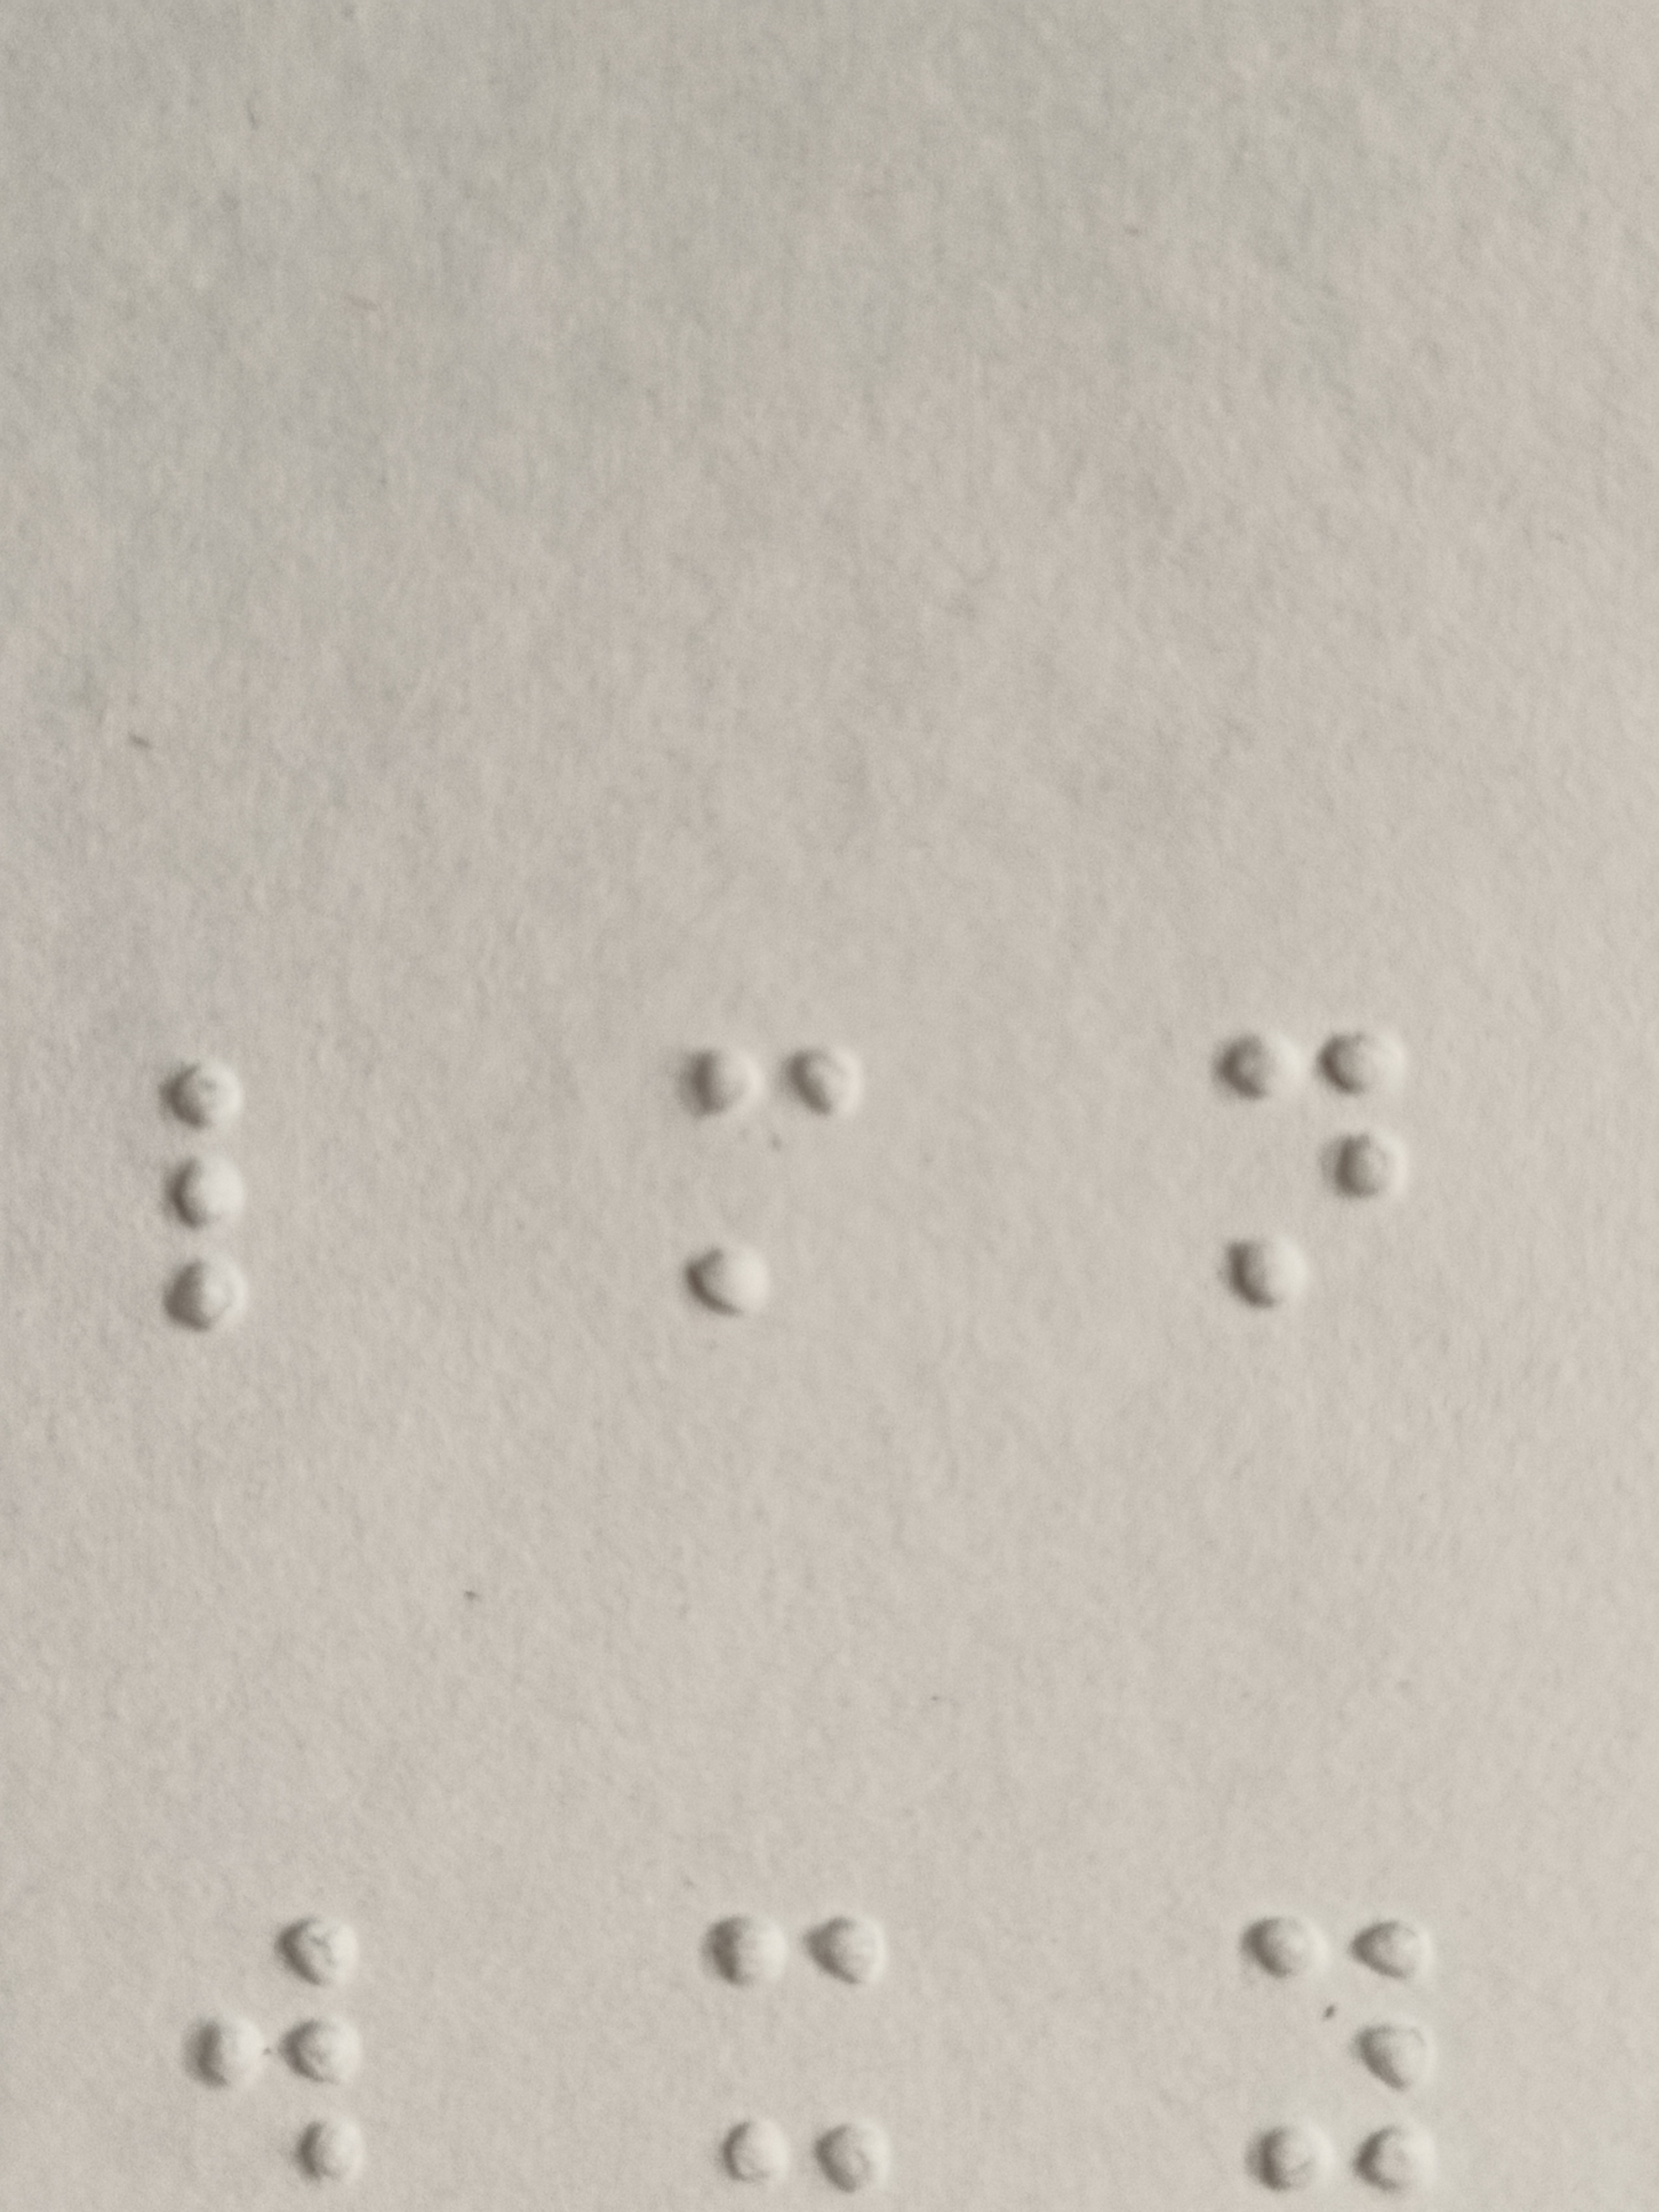 ⠇ ⠍ ⠝
⠺ ⠭ ⠽